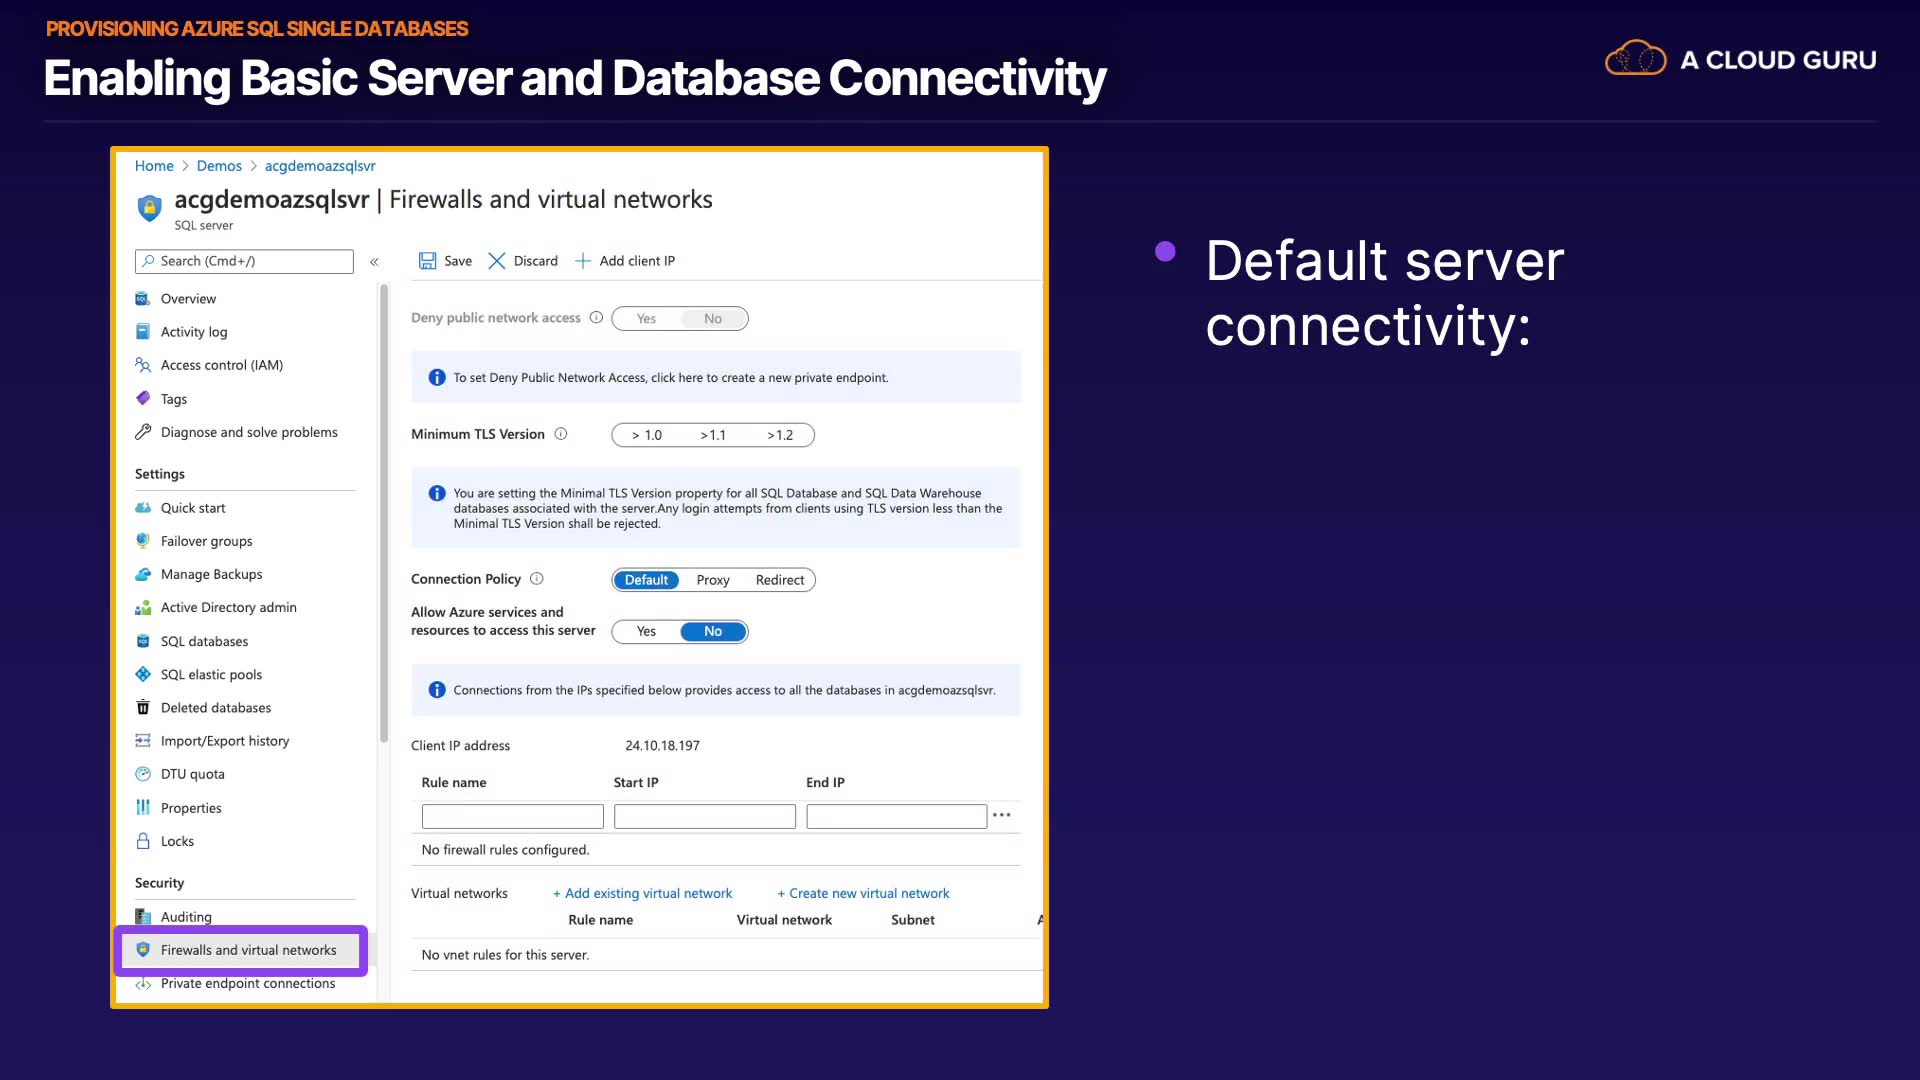 PROVISIONING AZURE SQL SINGLE DATABASES
Enabling Basic Server and Database Connectivity
A CLOUD GURU
Home > Demos > acgdemoazsqlsvr
acgdemoazsqlsvr | Firewalls and virtual networks
SQL server
Search (Cmd+/)
«
Overview
Activity log
Access control (IAM)
Tags
Diagnose and solve problems
Settings
Quick start
Failover groups
Manage Backups
Active Directory admin
SQL databases
SQL elastic pools
Deleted databases
Import/Export history
DTU quota
Properties
Locks
Security
Auditing
Firewalls and virtual networks
Private endpoint connections
Save Discard Add client IP
Deny public network access Yes No
To set Deny Public Network Access, click here to create a new private endpoint.
Minimum TLS Version > 1.0 >1.1 >1.2
You are setting the Minimal TLS Version property for all SQL Database and SQL Data Warehouse
databases associated with the server.Any login attempts from clients using TLS version less than the
Minimal TLS Version shall be rejected.
Connection Policy Default Proxy Redirect
Allow Azure services and
resources to access this server Yes No
Connections from the IPs specified below provides access to all the databases in acgdemoazsqlsvr.
Client IP address 24.10.18.197
Rule name Start IP End IP
...
No firewall rules configured.
Virtual networks + Add existing virtual network + Create new virtual network
Rule name Virtual network Subnet
No vnet rules for this server.
• Default server
connectivity: